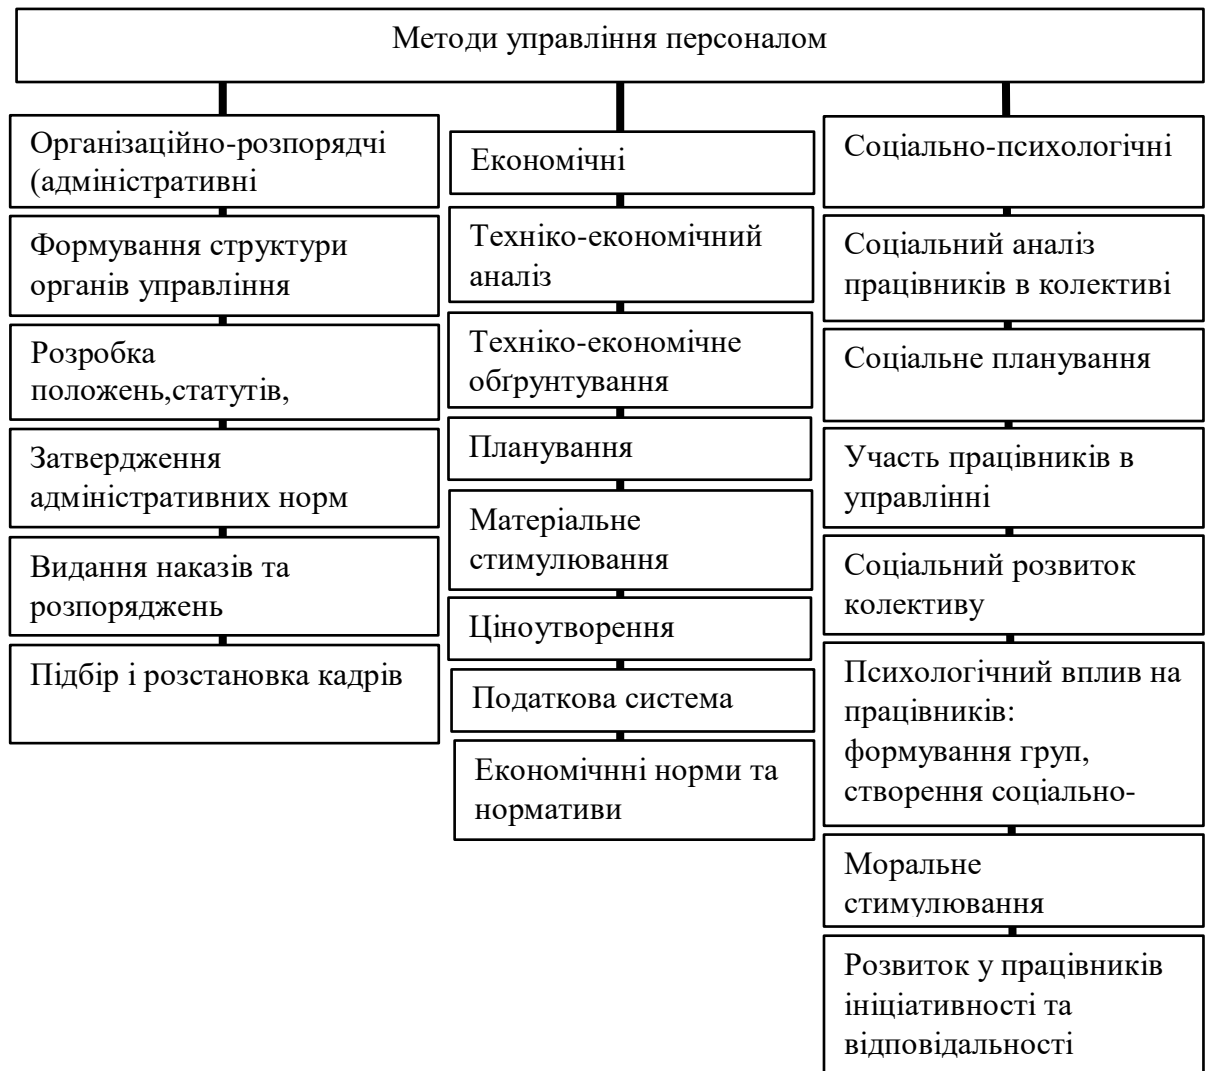 Методи управління персоналом
Організаційно-розпорядчі
(адміністративні
Формування структури
органів управління
Розробка
положень,статутів,
Затвердження
адміністративних норм
Видання наказів та
розпоряджень
Підбір і розстановка кадрів
Економічні
Техніко-економічний
аналіз
Техніко-економічне
обґрунтування
Планування
Матеріальне
стимулювання
Ціноутворення
Податкова система
Економічнні норми та
нормативи
Соціально-психологічні
Соціальний аналіз
працівників в колективі
Соціальне планування
Участь працівників в
управлінні
Соціальний розвиток
колективу
Психологічний вплив на
працівників:
формування груп,
створення соціально-
Моральне
стимулювання
Розвиток у працівників
ініціативності та
відповідальності